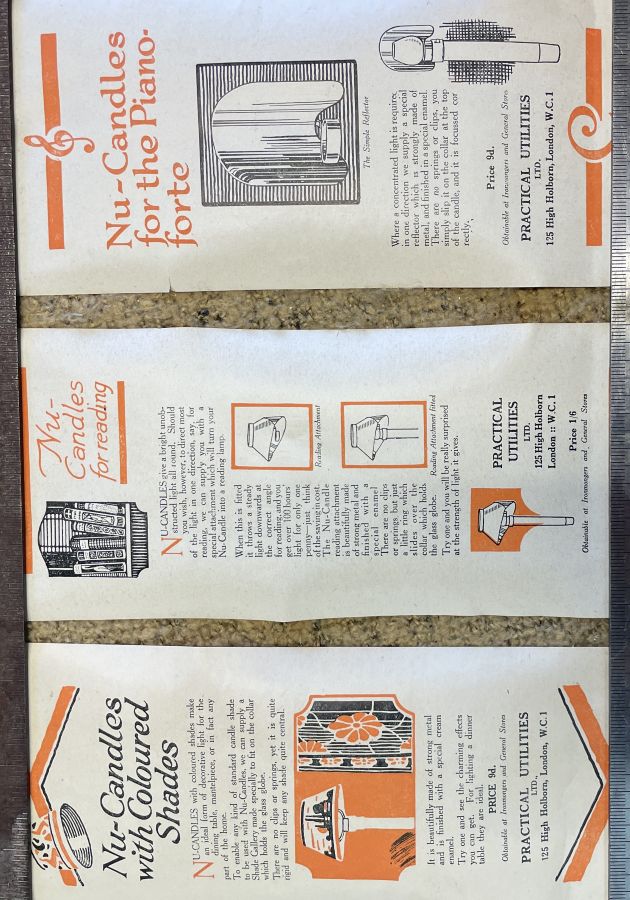 Nu-Candles
with Coloured
Shades
NU-CANDLES with coloured shades make
an ideal form of decorative light for the
dining table, mantelpiece, or in fact any
part of the home.
To enable any kind of standard candle shade
to be used with Nu-Candles, we can supply a
Shade Gallery made specially to fit on the collar
which holds the glass globe.
There are no clips or springs, yet it is quite
rigid and will keep any shade quite central.
It is beautifully made of strong metal
and is finished with a special cream
enamel.
Try one and see the charming effects
you can get. For lighting a dinner
table they are ideal.
PRICE 9d.
Obtainable at Ironmongers and General Stores
PRACTICAL UTILITIES
LTD.,
125 High Holborn, London, W.C.1
Nu-
Candles
for reading
NU-CANDLES give a bright unob-
structed light all round. Should
you wish, however, to direct most
of the light in one direction, say, for
reading, we can supply you with a
special attachment which will turn your
Nu-Candle into a reading lamp.
When this is fitted
it throws a steady
light downwards at
the correct angle
for reading, and you
get over 100 hours'
light for only one
penny—just think
of the saving in cost.
The Nu-Candle
reading attachment
is beautifully made
of strong metal and
finished with a
special enamel.
There are no clips
or springs but just
a little ring which
slides over the
collar which holds
the glass globe.
Try one and you will be really surprised
at the strength of light it gives.
Reading Attachment
Reading Attachment fitted
PRACTICAL
UTILITIES
LTD.
125 High Holborn
London :: W.C.1
Price 1/6
Obtainable at Ironmongers and General Stores
Nu-Candles
for the Piano-
forte
The Simple Reflector
Where a concentrated light is require,
in one direction we supply a special
reflector which is strongly made of
metal, and finished in a special enamel.
There are no springs or clips, you
simply slip it on the collar at the top
of the candle, and it is focussed cor
rectly.
Price 9d.
Obtainable at Ironmongers and General Stores
PRACTICAL UTILITIES
LTD.
125 High Holborn, London, W.C.1